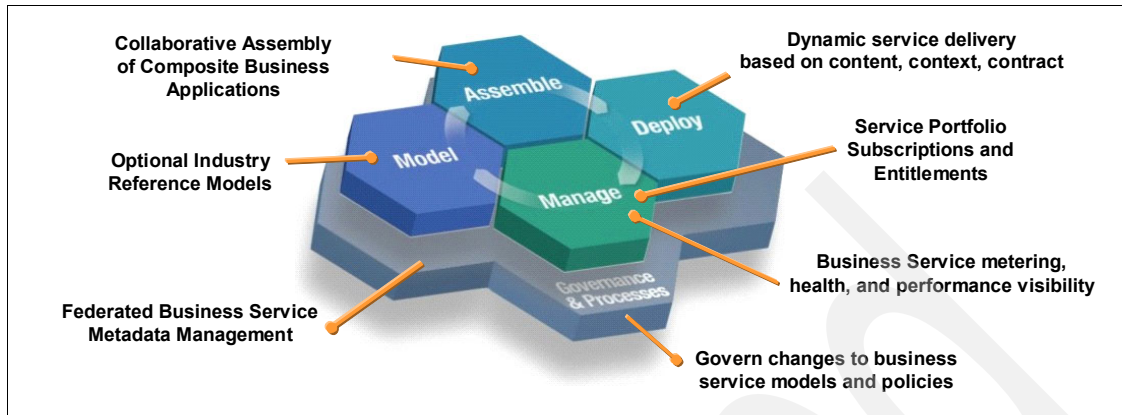 Collaborative Assembly
of Composite Business
Applications
Dynamic service delivery
based on content, context, contract
Assemble
Deploy
Model
Manage
Service Portfolio
Subscriptions and
Entitlements
Optional Industry
Reference Models
Business Service metering,
health, and performance visibility
Governance
& Processes
Federated Business Service
Metadata Management
Govern changes to business
service models and policies